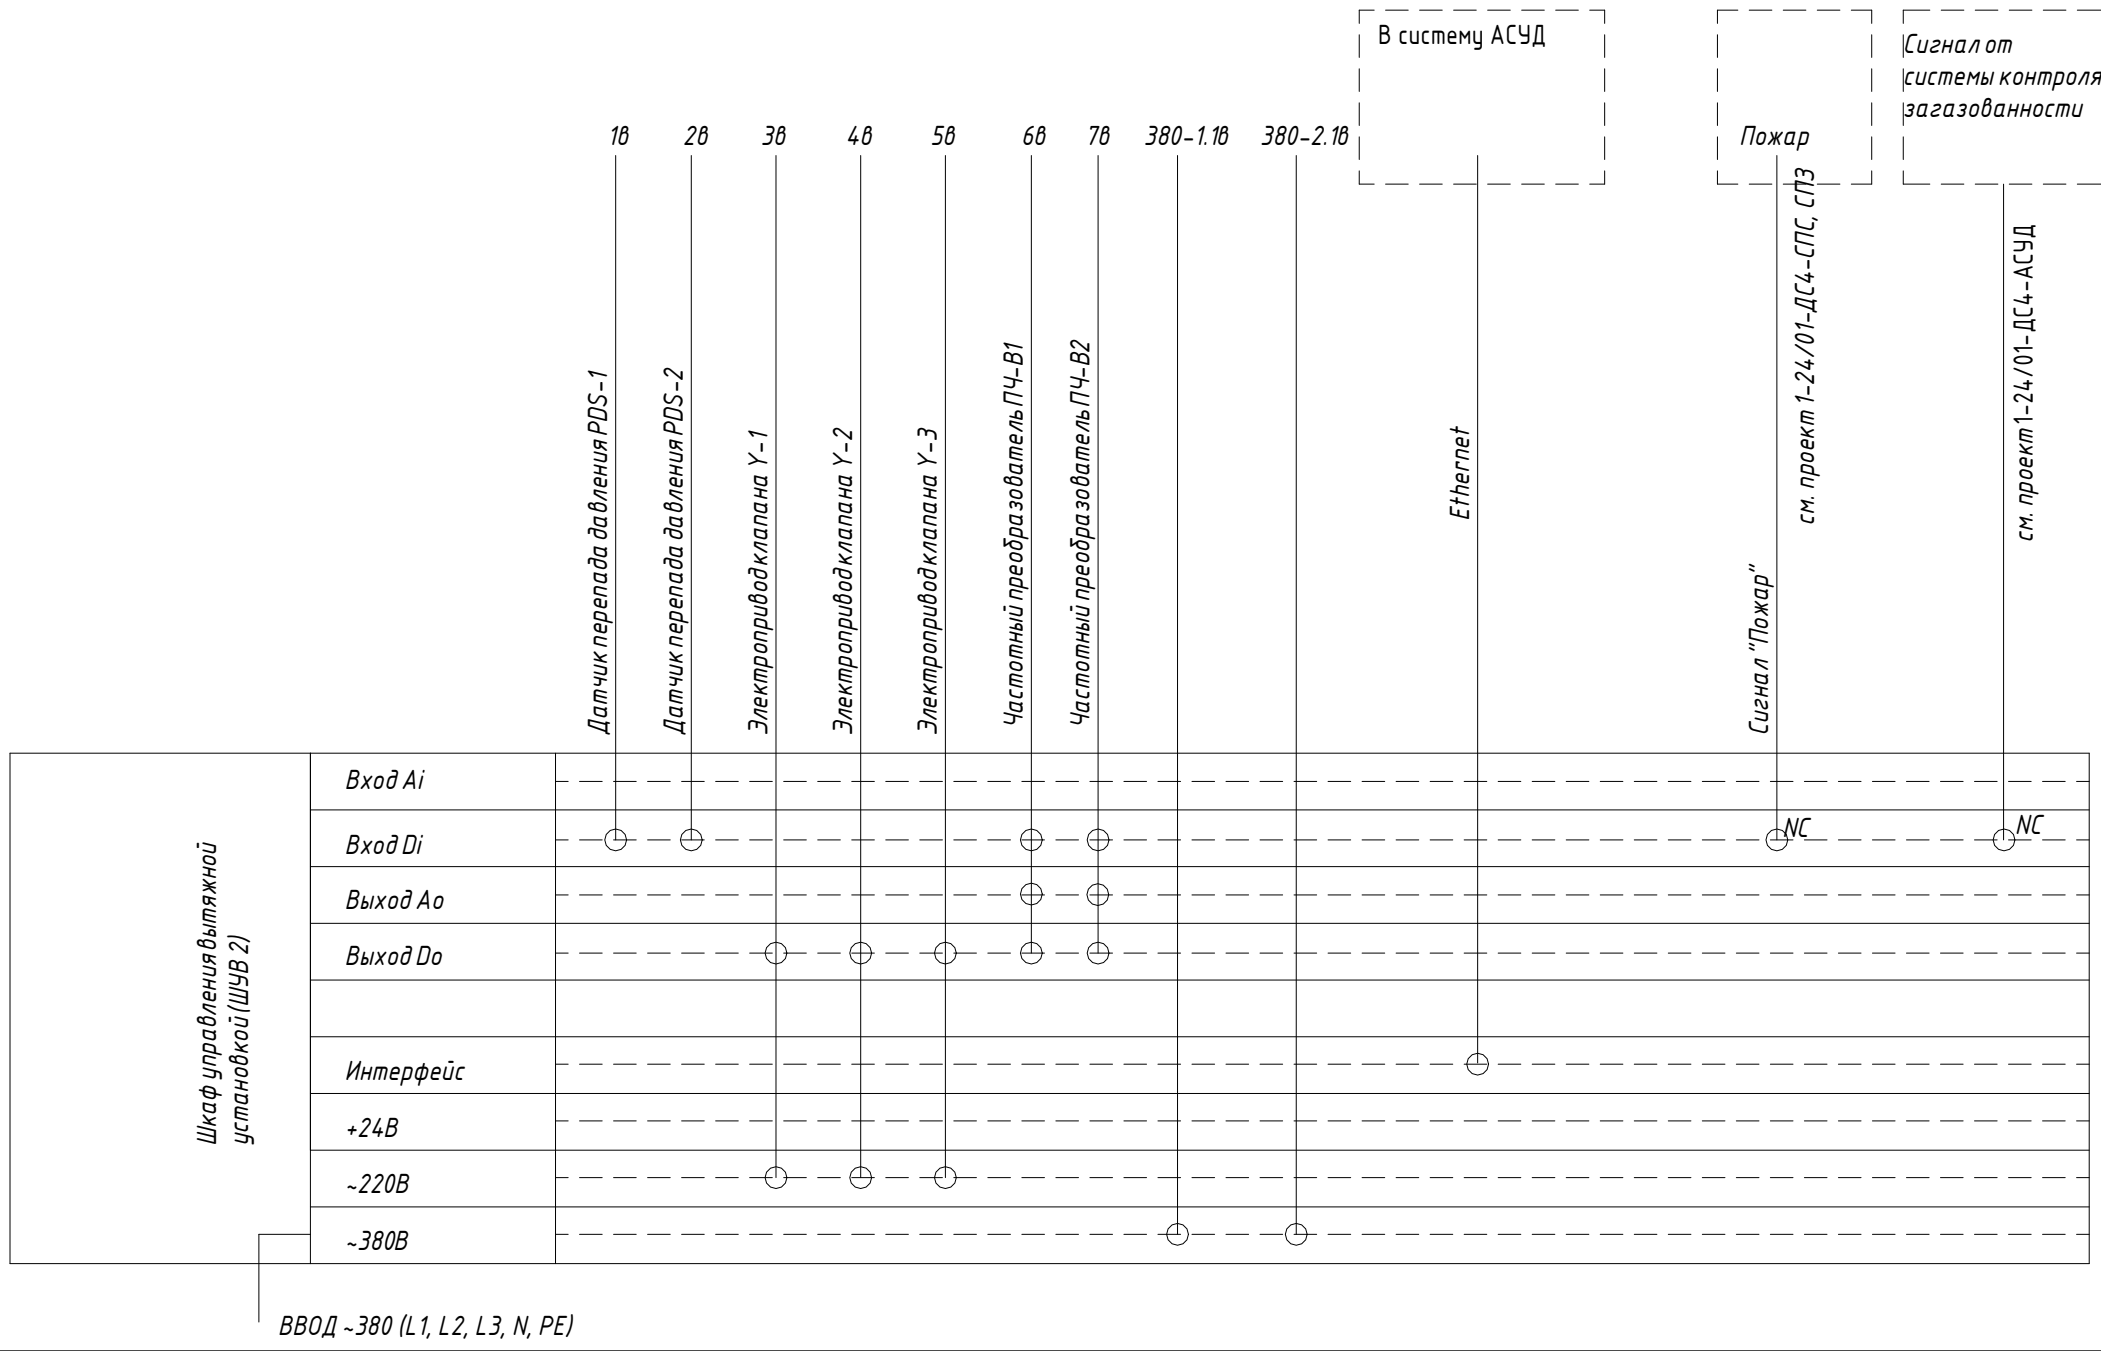 В систему АСУД
Сигнал от
системы контроля
загазованности
1в 2в 3в 4в 5в 6в 7в 380-1.1в 380-2.1в Пожар
Датчик перепада давления PDS-1
Датчик перепада давления PDS-2
Электропривод клапана Y-1
Электропривод клапана Y-2
Электропривод клапана Y-3
Частотный преобразователь ПЧ-В1
Частотный преобразователь ПЧ-В2
Ethernet
Сигнал "Пожар"
см. проект 1-24/01-ДС4-СПС, СПЗ
см. проект 1-24/01-ДС4-АСУД
Шкаф управления вытяжной
установкой (ШУВ 2)
Вход Ai
Вход Di
NC
NC
Выход Ao
Выход Do
Интерфейс
+24В
~220В
~380В
ВВОД ~380 (L1, L2, L3, N, PE)